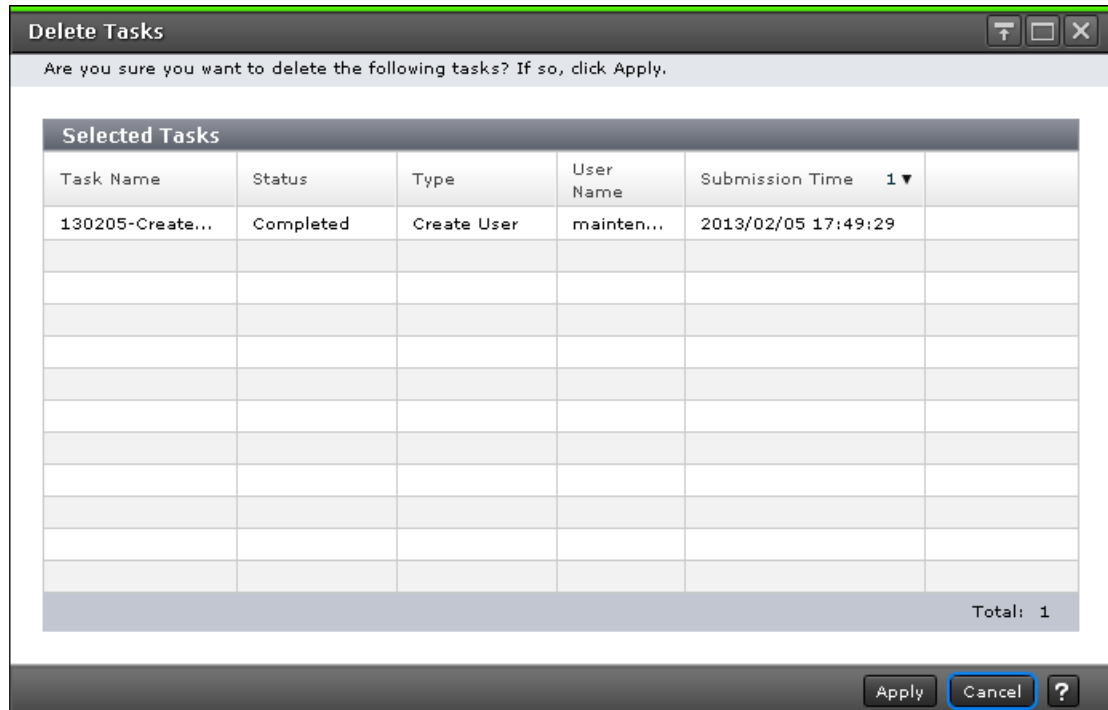 Delete Tasks
Are you sure you want to delete the following tasks? If so, click Apply.
Selected Tasks
Task Name Status Type User Name Submission Time 1▼
130205-Create... Completed Create User mainten... 2013/02/05 17:49:29
Total: 1
Apply Cancel ?